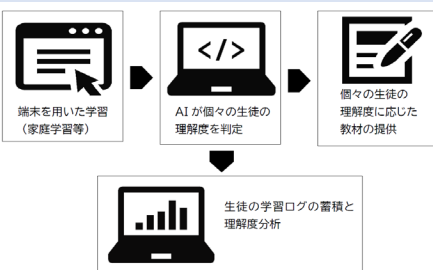 端末を用いた学習
（家庭学習等）
AIが個々の生徒の
理解度を判定
個々の生徒の
理解度に応じた
教材の提供
生徒の学習ログの蓄積と
理解度分析